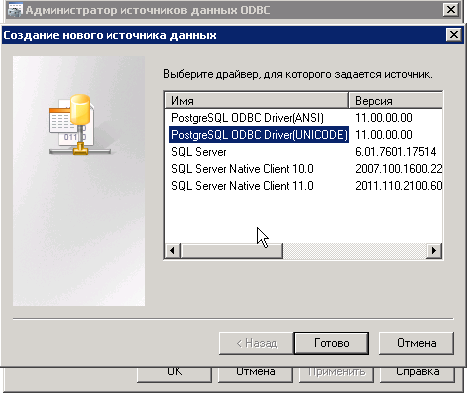 Администратор источников данных ODBC
Создание нового источника данных
Выберите драйвер, для которого задается источник.
Имя Версия
PostgreSQL ODBC Driver(ANSI) 11.00.00.00
PostgreSQL ODBC Driver(UNICODE) 11.00.00.00
SQL Server 6.01.7601.17514
SQL Server Native Client 10.0 2007.100.1600.22
SQL Server Native Client 11.0 2011.110.2100.60
< Назад Готово Отмена
OK Отмена Применить Справка